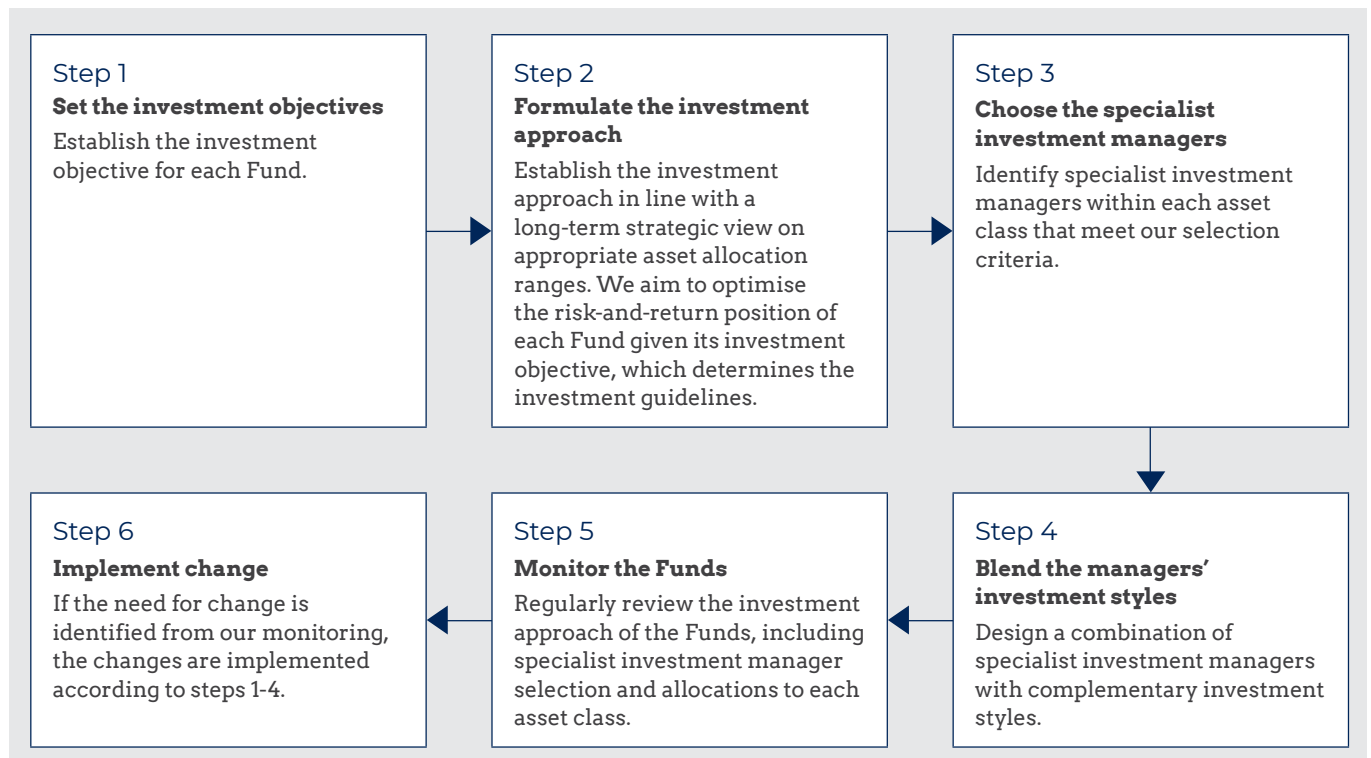 Step 1
Set the investment objectives
Establish the investment
objective for each Fund.
Step 2
Formulate the investment
approach
Establish the investment
approach in line with a
long-term strategic view on
appropriate asset allocation
ranges. We aim to optimise
the risk-and-return position of
each Fund given its investment
objective, which determines the
investment guidelines.
Step 3
Choose the specialist
investment managers
Identify specialist investment
managers within each asset
class that meet our selection
criteria.
Step 4
Blend the managers’
investment styles
Design a combination of
specialist investment managers
with complementary investment
styles.
Step 5
Monitor the Funds
Regularly review the investment
approach of the Funds, including
specialist investment manager
selection and allocations to each
asset class.
Step 6
Implement change
If the need for change is
identified from our monitoring,
the changes are implemented
according to steps 1-4.